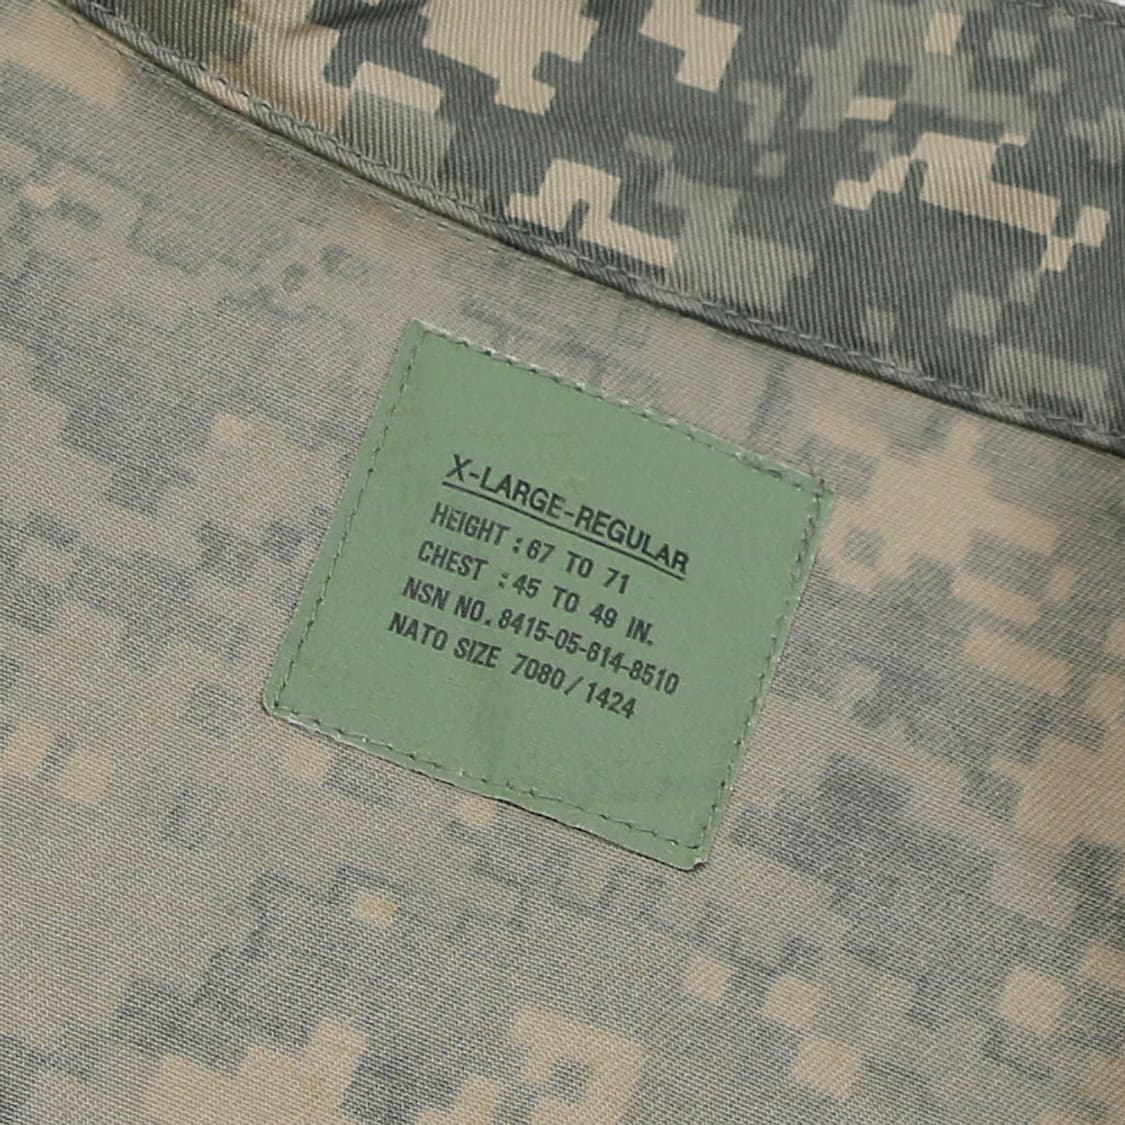 X-LARGE-REGULAR
HEIGHT : 67 TO 71
CHEST : 45 TO 49 IN.
NSN NO. 8415-05-614-8510
NATO SIZE 7080/1424